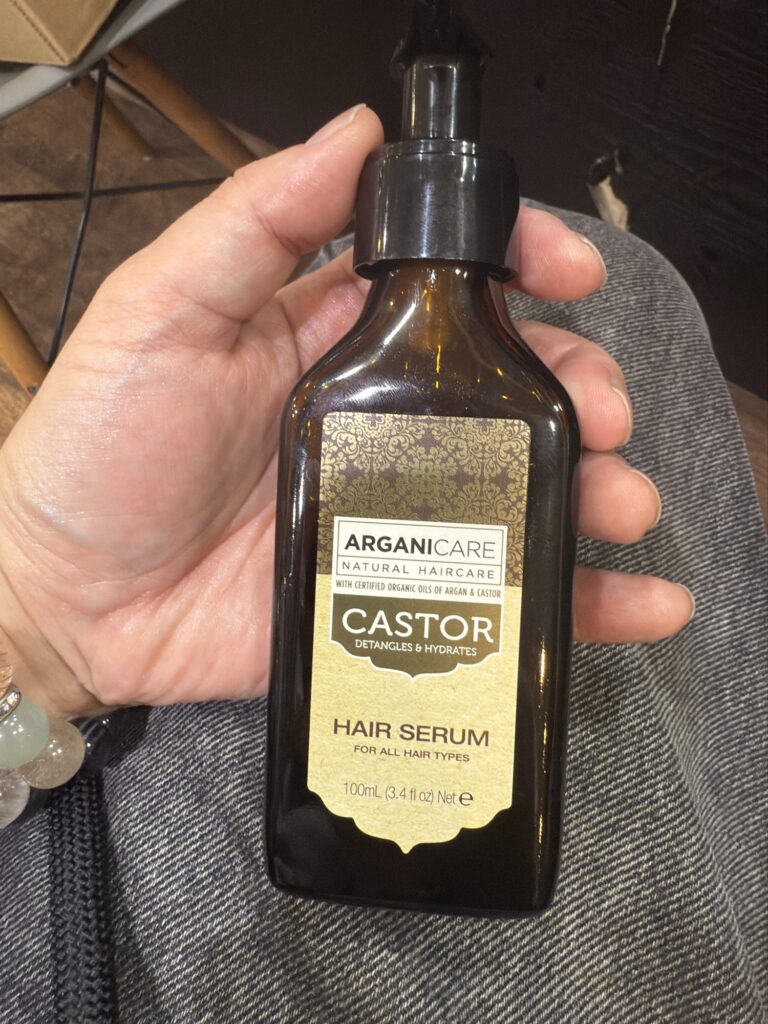 ARGANICARE
NATURAL HAIRCARE
WITH CERTIFIED ORGANIC OILS OF ARGAN & CASTOR
CASTOR
DETANGLES & HYDRATES
HAIR SERUM
FOR ALL HAIR TYPES
100mL (3.4 fl oz) Net ℮